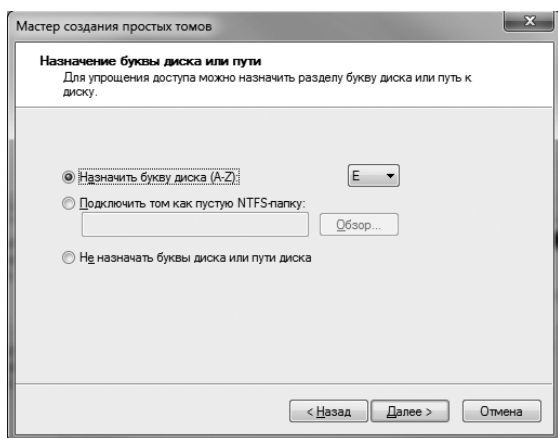 Мастер создания простых томов
Назначение буквы диска или пути
Для упрощения доступа можно назначить разделу букву диска или путь к
диску.
Назначить букву диска (A-Z): E
Подключить том как пустую NTFS-папку:
Обзор...
Не назначать буквы диска или пути диска
< Назад Далее > Отмена